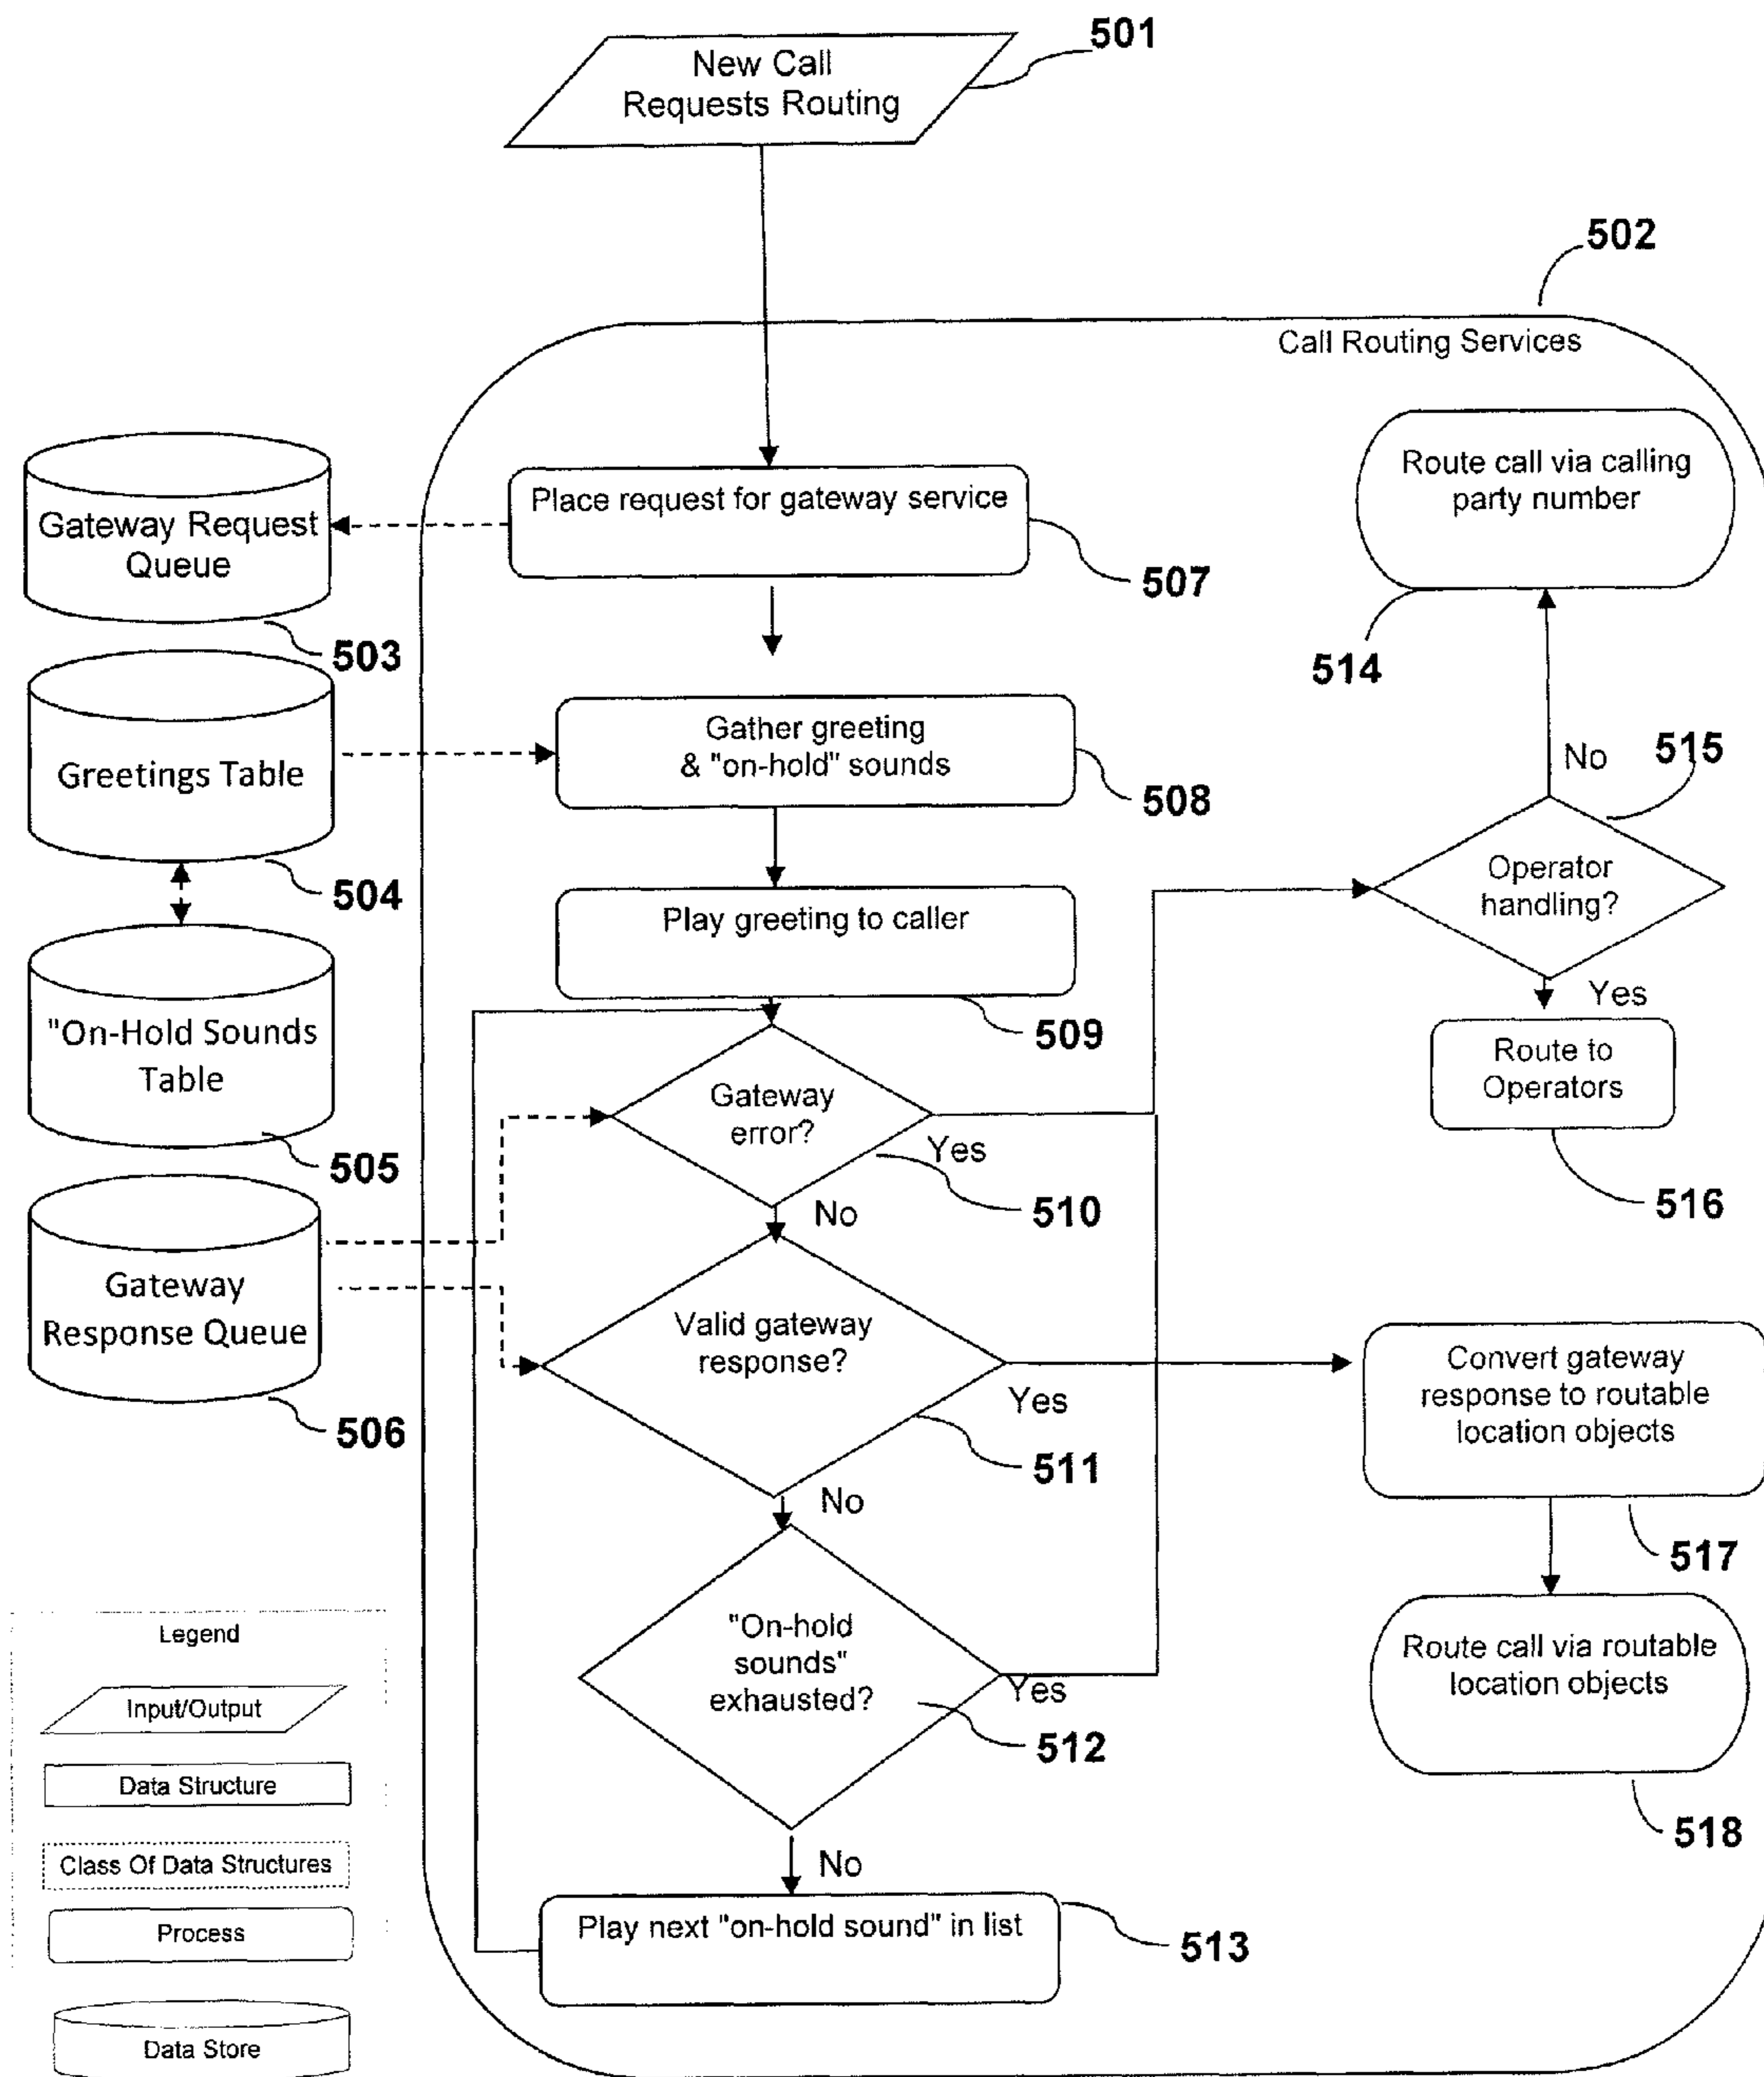 501
New Call
Requests Routing
502
Call Routing Services
Route call via calling
party number
514
Place request for gateway service
507
Gateway Request
Queue
503
Gather greeting
& "on-hold" sounds
508
Greetings Table
504
No
515
Operator
handling?
Yes
Route to
Operators
516
Play greeting to caller
509
"On-Hold Sounds
Table
505
Gateway
error?
Yes
510
No
Gateway
Response Queue
506
Valid gateway
response?
Yes
511
No
Convert gateway
response to routable
location objects
517
"On-hold
sounds"
exhausted?
Yes
512
No
Route call via routable
location objects
518
Play next "on-hold sound" in list
513
Legend
Input/Output
Data Structure
Class Of Data Structures
Process
Data Store